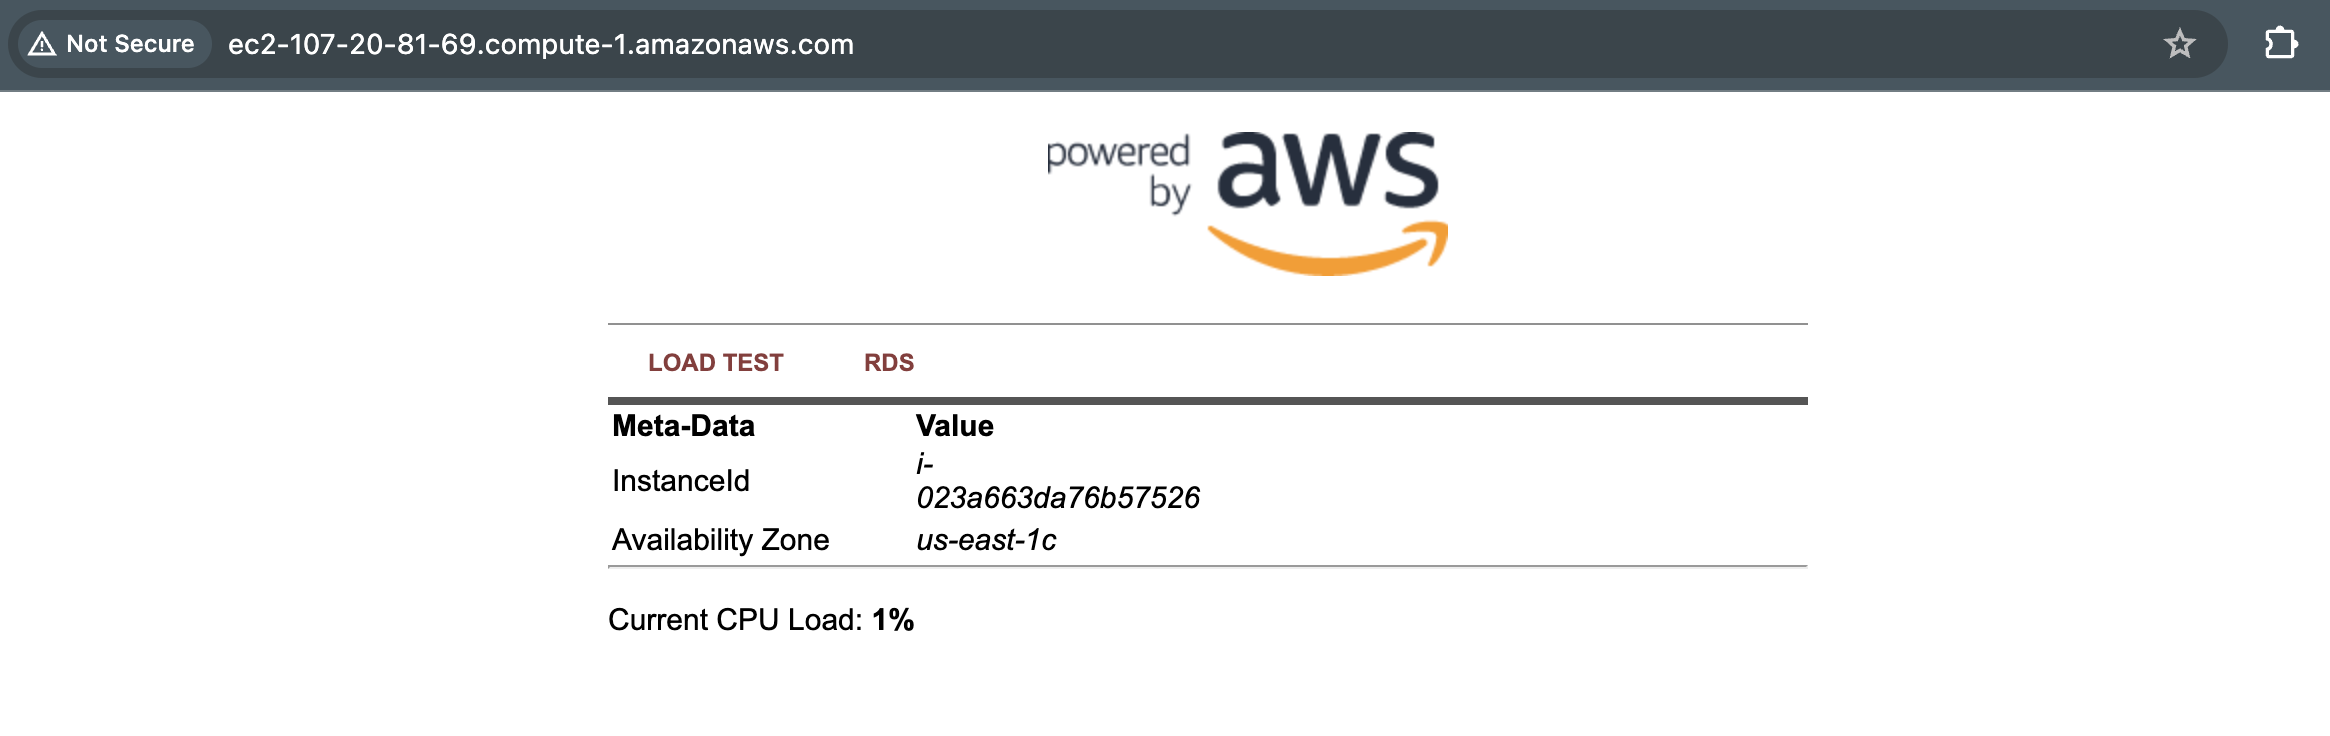 Not Secure ec2-107-20-81-69.compute-1.amazonaws.com
powered
by
aws
LOAD TEST RDS
Meta-Data Value
InstanceId i-
023a663da76b57526
Availability Zone us-east-1c
Current CPU Load: 1%